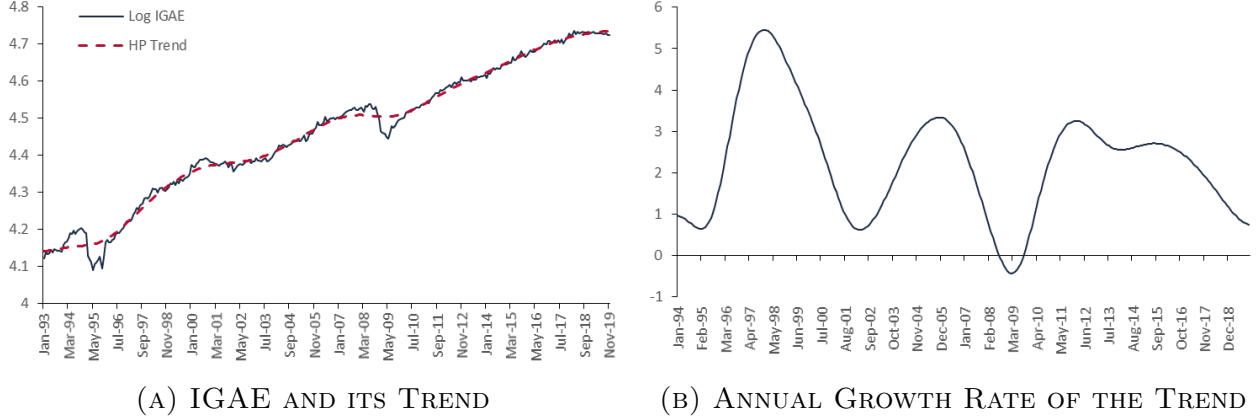 4.8
4.7
4.6
4.5
4.4
4.3
4.2
4.1
4
Log IGAE
HP Trend
Jan-93
Mar-94
May-95
Jul-96
Sep-97
Nov-98
Jan-00
Mar-01
May-02
Jul-03
Sep-04
Nov-05
Jan-07
Mar-08
May-09
Jul-10
Sep-11
Nov-12
Jan-14
Mar-15
May-16
Jul-17
Sep-18
Nov-19
(A) IGAE AND ITS TREND
6
5
4
3
2
1
0
-1
Jan-94
Feb-95
Mar-96
Apr-97
May-98
Jun-99
Jul-00
Aug-01
Sep-02
Oct-03
Nov-04
Dec-05
Jan-07
Feb-08
Mar-09
Apr-10
May-11
Jun-12
Jul-13
Aug-14
Sep-15
Oct-16
Nov-17
Dec-18
(B) ANNUAL GROWTH RATE OF THE TREND